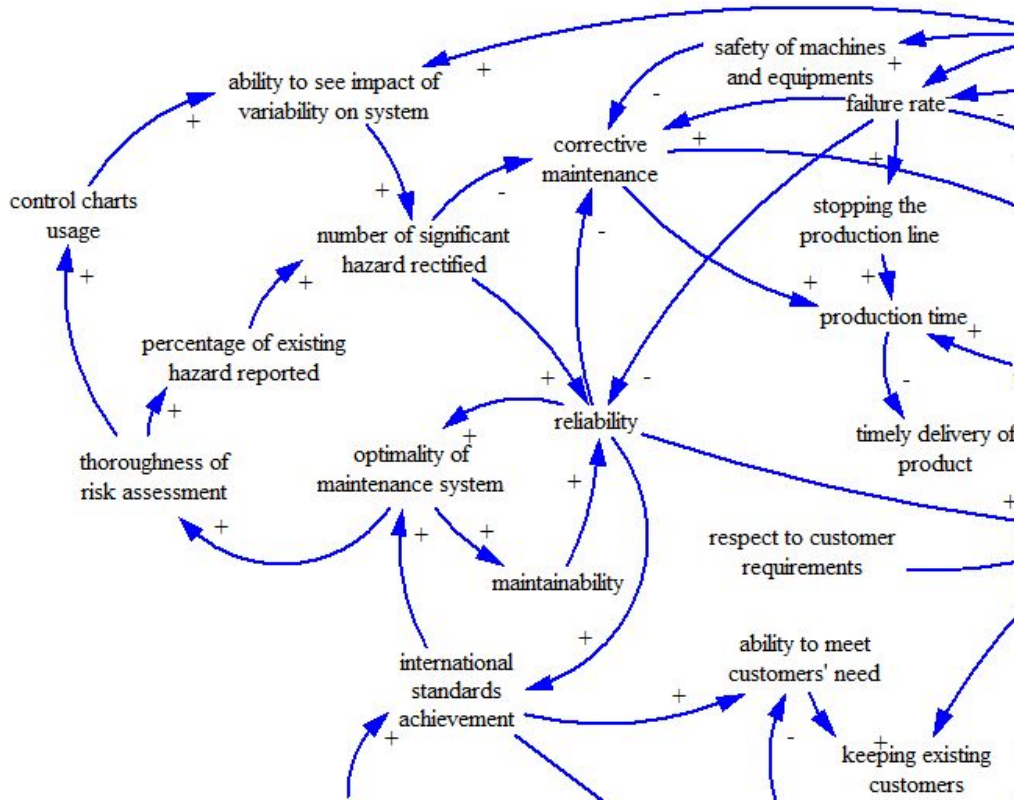 safety of machines
and equipments
+
ability to see impact of
variability on system
+
-
failure rate
-
+
corrective
maintenance
+
+
control charts
usage
+
-
stopping the
production line
number of significant
hazard rectified
-
+
+
+
+
production time
percentage of existing
hazard reported
+
+
+
-
-
reliability
thoroughness of
risk assessment
optimality of
maintenance system
+
timely delivery of
product
+
+
+
+
+
respect to customer
requirements
maintainability
+
ability to meet
customers' need
international
standards
achievement
+
+
-
+
keeping existing
customers